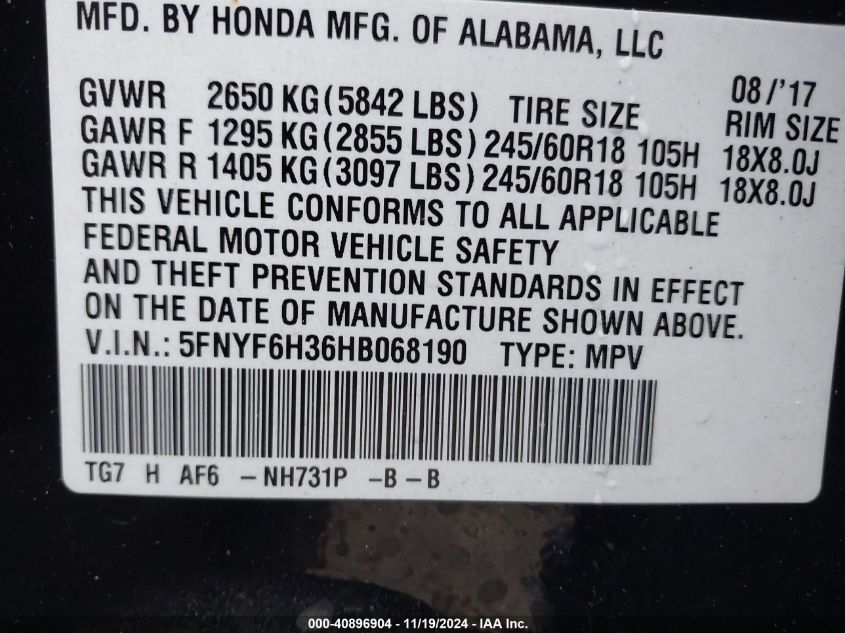 MFD. BY HONDA MFG. OF ALABAMA, LLC
08/'17
GVWR 2650 KG(5842 LBS) TIRE SIZE RIM SIZE
GAWR F 1295 KG(2855 LBS) 245/60R18 105H 18X8.0J
GAWR R 1405 KG(3097 LBS) 245/60R18 105H 18X8.0J
THIS VEHICLE CONFORMS TO ALL APPLICABLE
FEDERAL MOTOR VEHICLE SAFETY
AND THEFT PREVENTION STANDARDS IN EFFECT
ON THE DATE OF MANUFACTURE SHOWN ABOVE.
V.I.N.: 5FNYF6H36HB068190 TYPE: MPV
TG7 H AF6 -NH731P -B-B
000-40896904 - 11/19/2024 - IAA Inc.